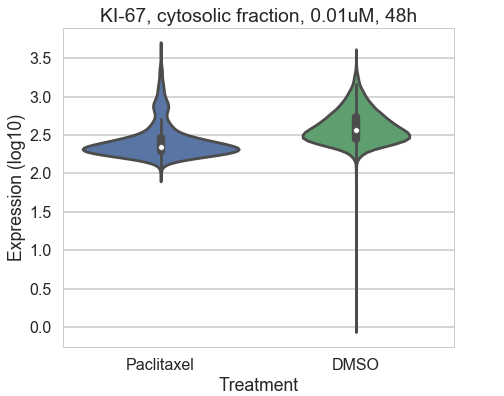 KI-67, cytosolic fraction, 0.01uM, 48h
Expression (log10)
3.5
3.0
2.5
2.0
1.5
1.0
0.5
0.0
Paclitaxel DMSO
Treatment